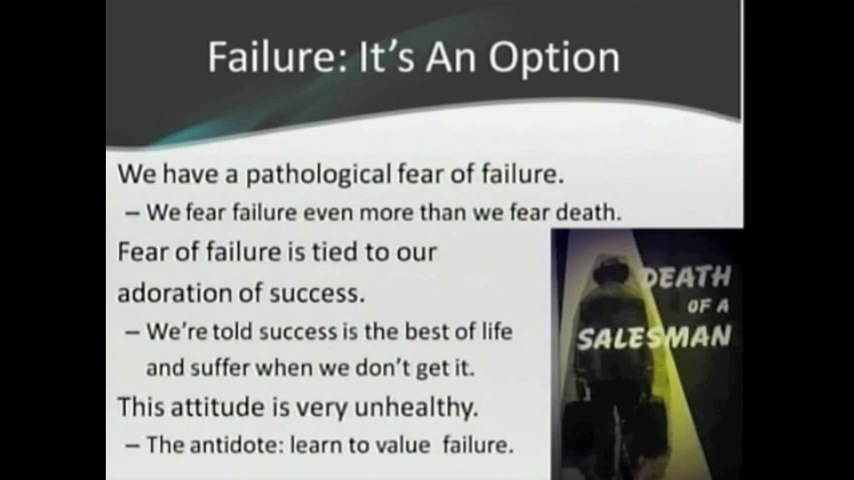 Failure: It's An Option
We have a pathological fear of failure.
– We fear failure even more than we fear death.
Fear of failure is tied to our
adoration of success.
– We're told success is the best of life
and suffer when we don't get it.
This attitude is very unhealthy.
– The antidote: learn to value failure.
DEATH
OF A
SALESMAN